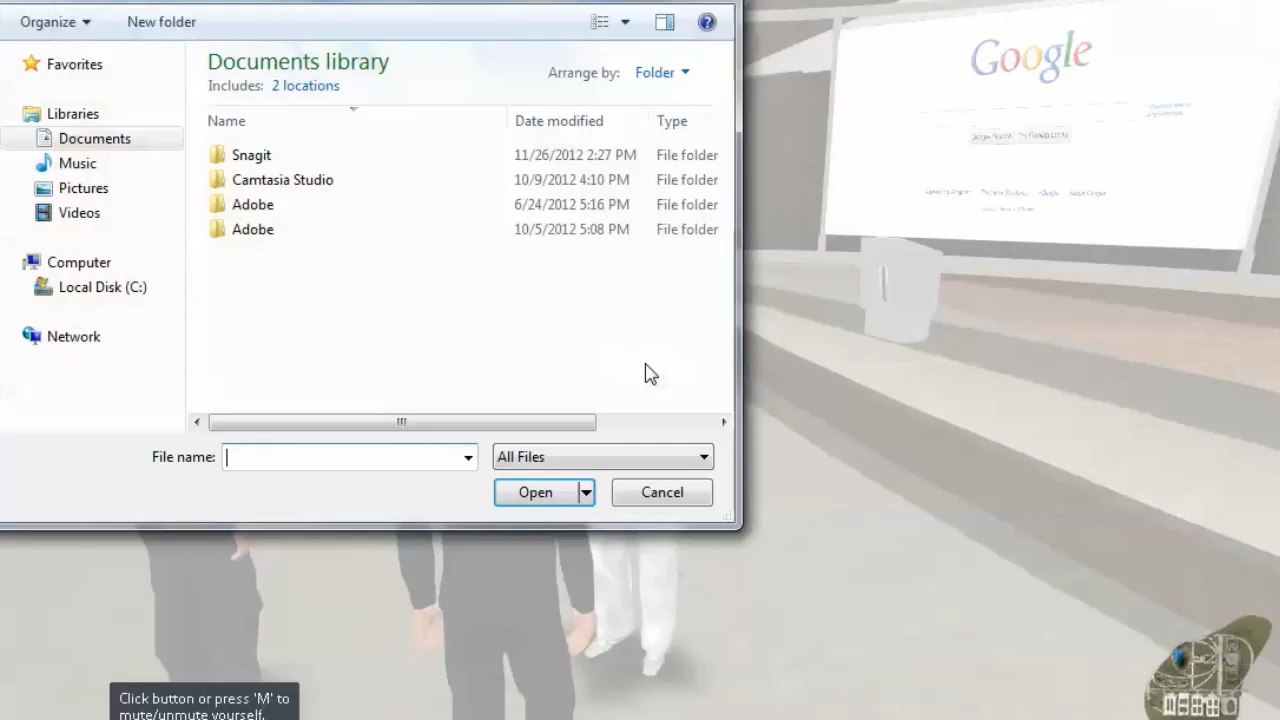 Organize New folder
Favorites
Libraries
Documents
Music
Pictures
Videos
Computer
Local Disk (C:)
Network
Documents library
Includes: 2 locations
Arrange by: Folder
Name Date modified Type
Snagit 11/26/2012 2:27 PM File folder
Camtasia Studio 10/9/2012 4:10 PM File folder
Adobe 6/24/2012 5:16 PM File folder
Adobe 10/5/2012 5:08 PM File folder
File name: All Files
Open Cancel
Google
Click button or press 'M' to
mute/unmute yourself.